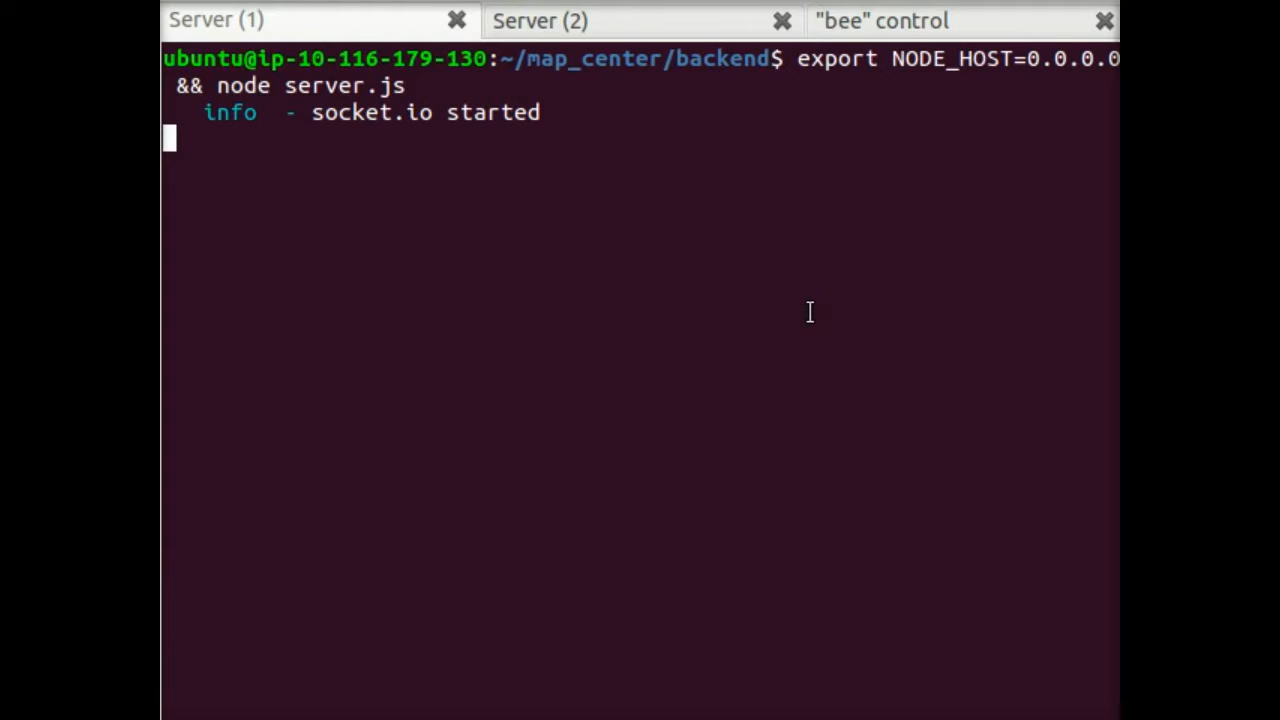 Server (1) ✖ Server (2) ✖ "bee" control ✖
ubuntu@ip-10-116-179-130:~/map_center/backend$ export NODE_HOST=0.0.0.0
&& node server.js
info - socket.io started